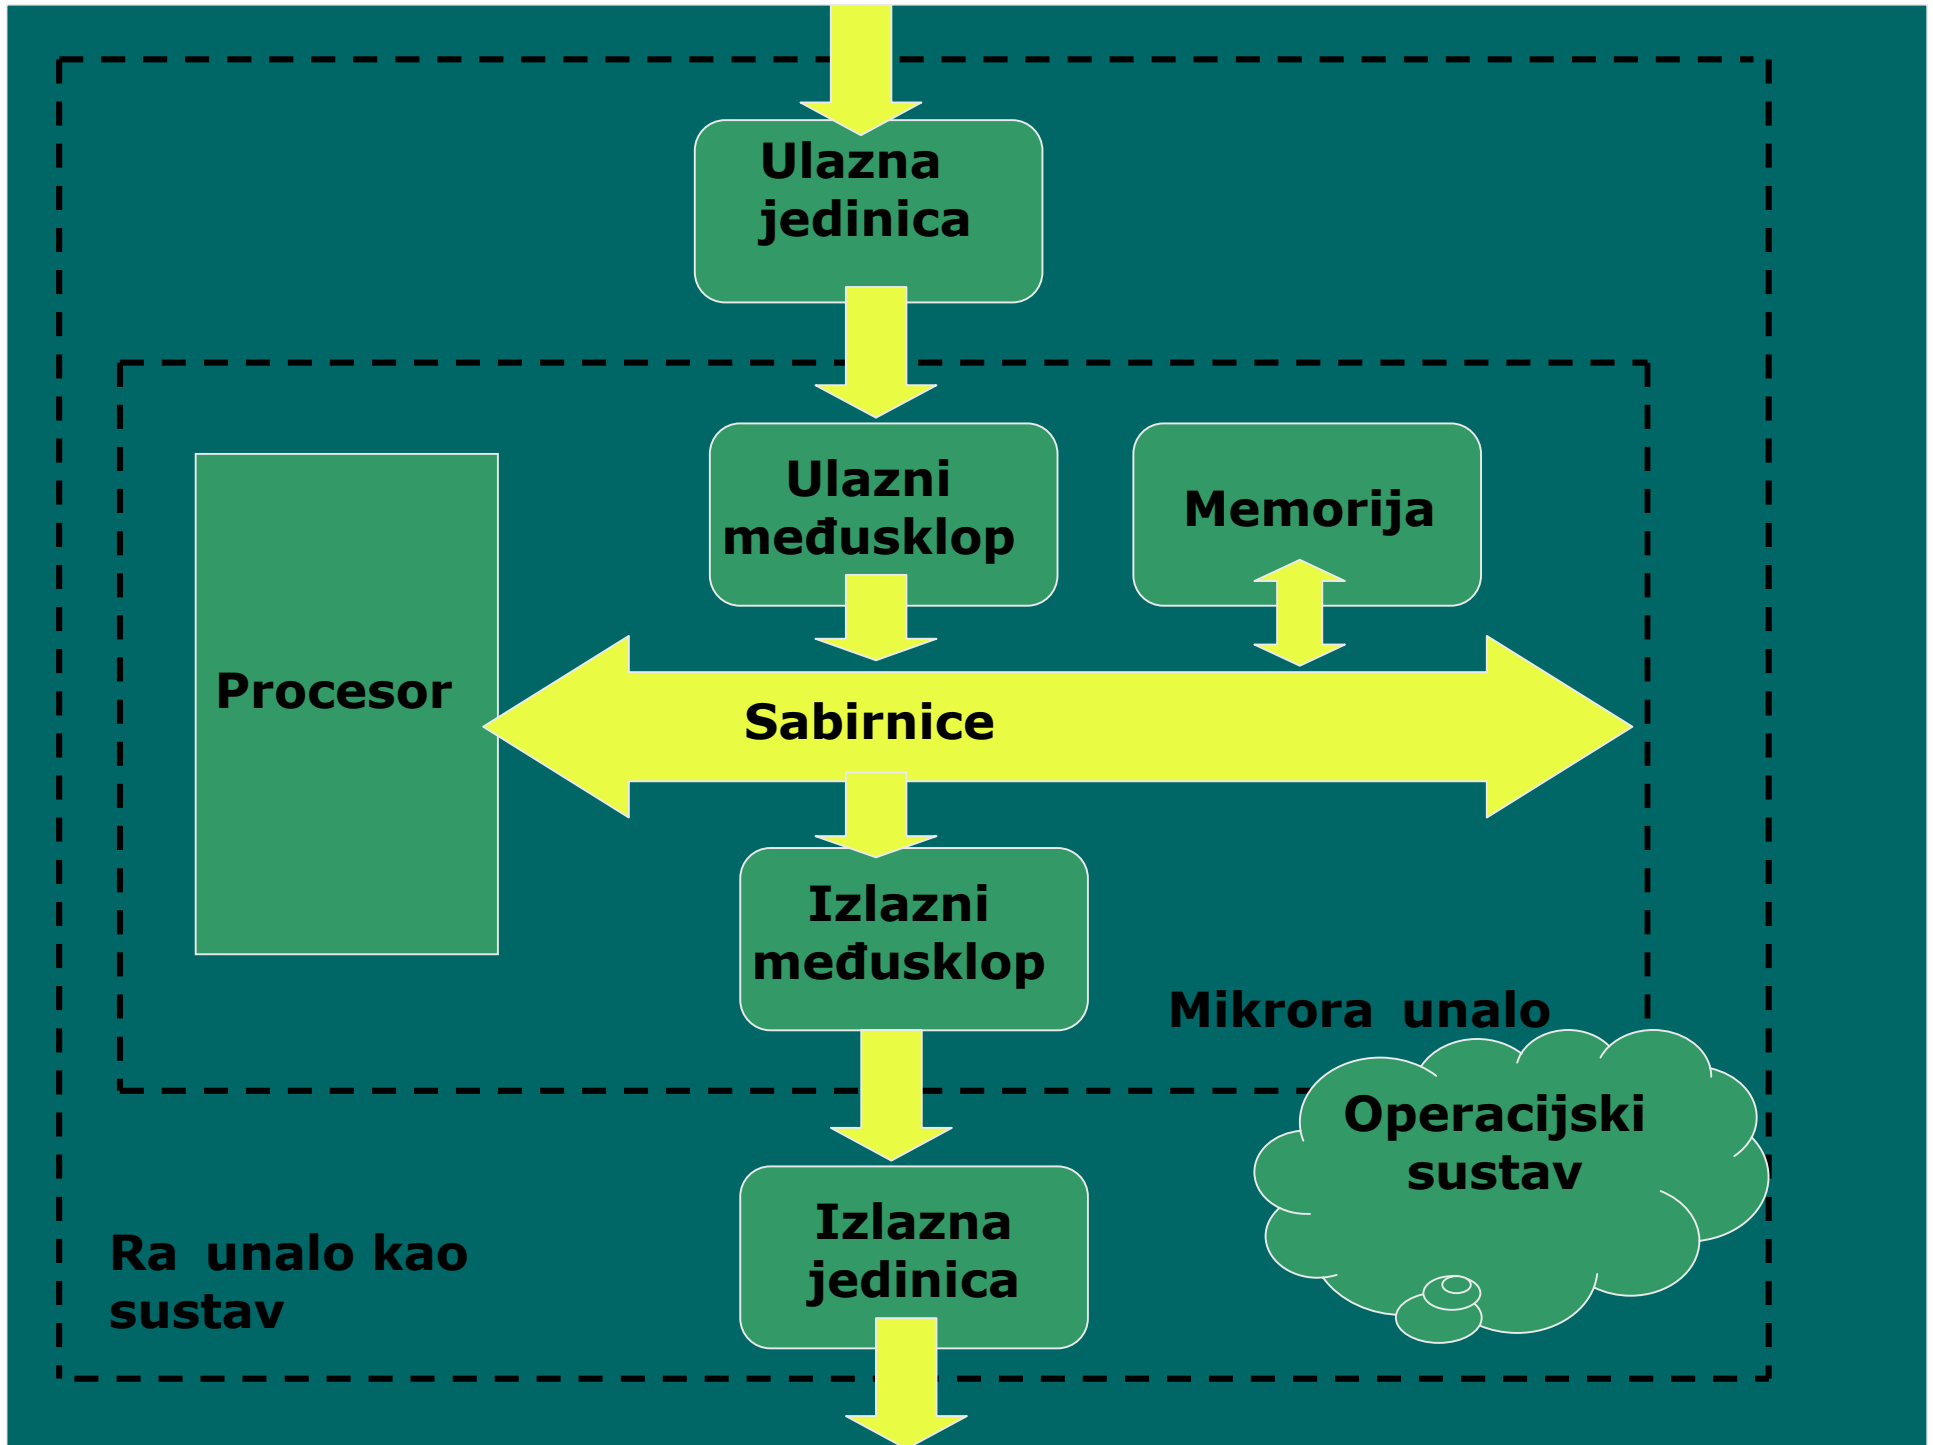 Ulazna
jedinica
Ulazni
međusklop
Memorija
Procesor
Sabirnice
Izlazni
međusklop
Mikrora unalo
Operacijski
sustav
Izlazna
jedinica
Ra unalo kao
sustav